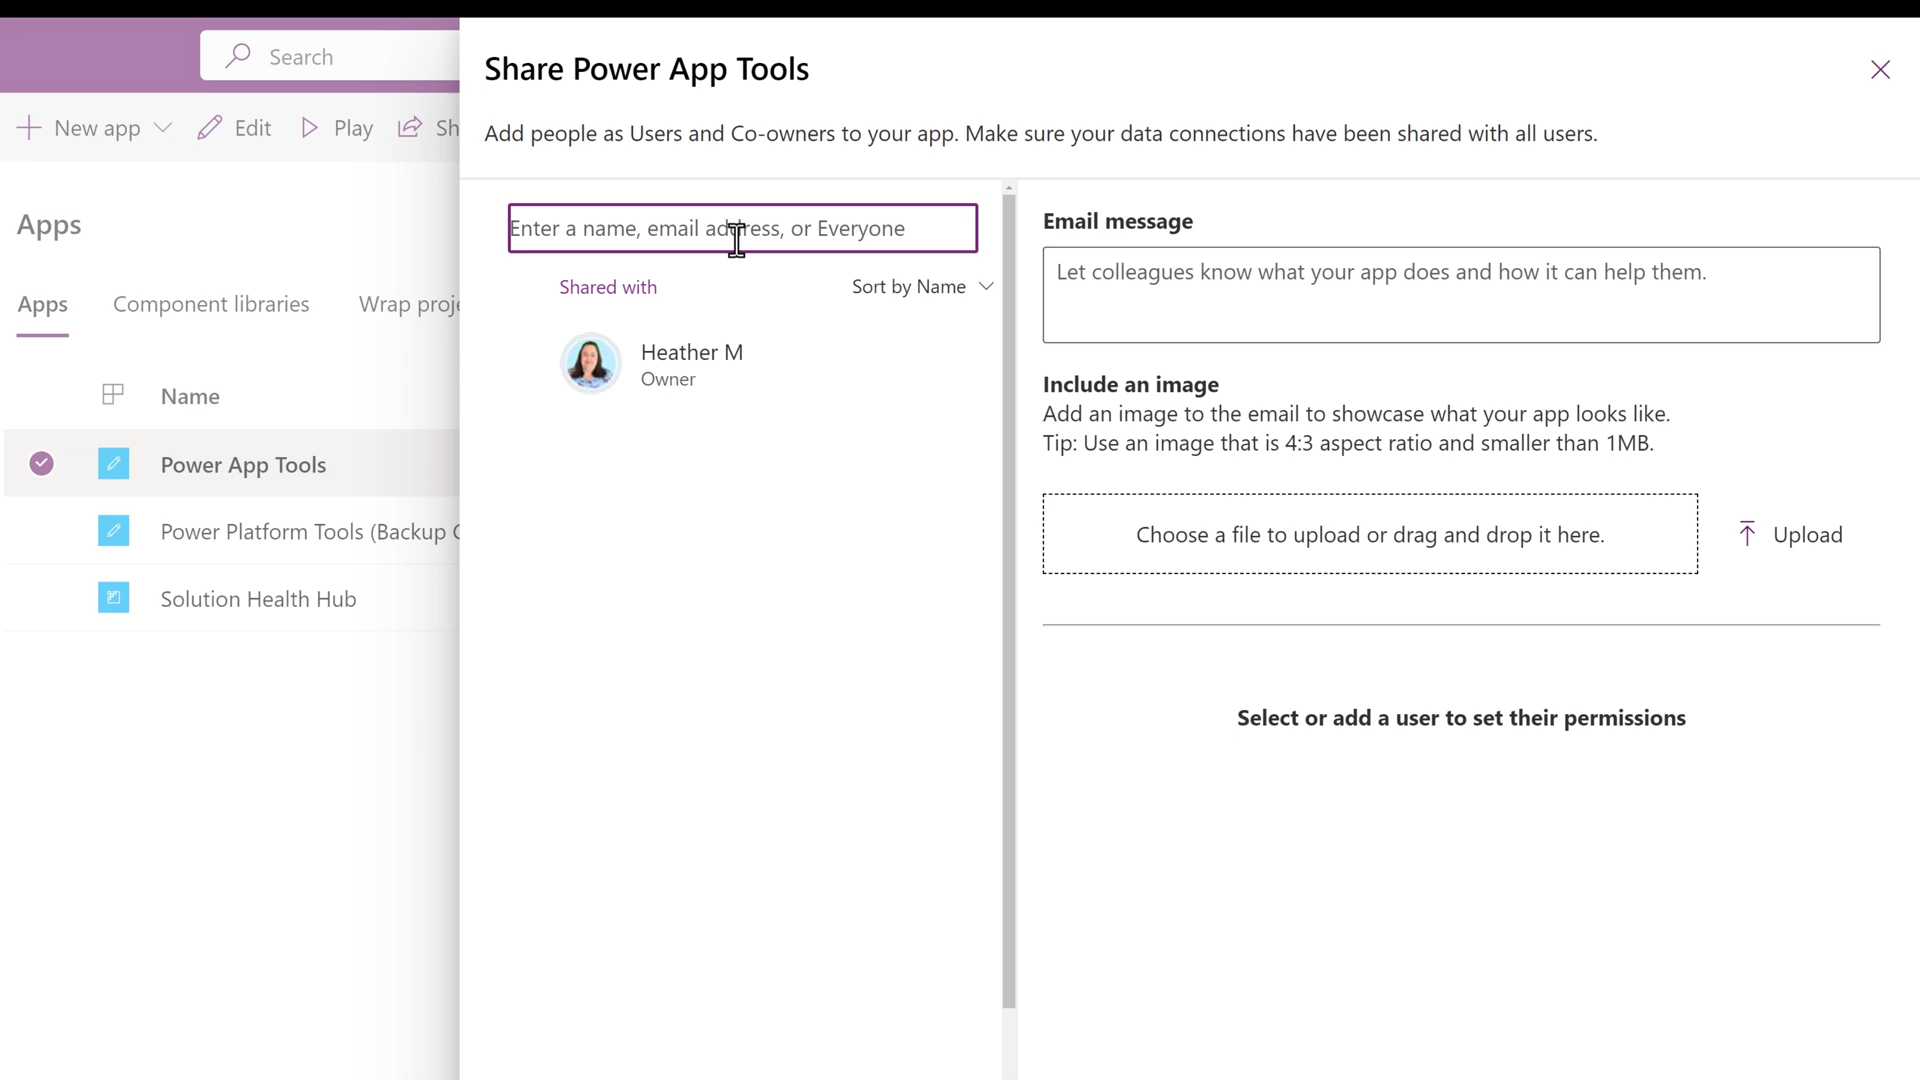 Search
New app
Edit
Play
Sh
Apps
Apps
Component libraries
Wrap proje
Name
Power App Tools
Power Platform Tools (Backup
Solution Health Hub
Share Power App Tools
Add people as Users and Co-owners to your app. Make sure your data connections have been shared with all users.
Enter a name, email address, or Everyone
Shared with
Sort by Name
Heather M
Owner
Email message
Let colleagues know what your app does and how it can help them.
Include an image
Add an image to the email to showcase what your app looks like.
Tip: Use an image that is 4:3 aspect ratio and smaller than 1MB.
Choose a file to upload or drag and drop it here.
Upload
Select or add a user to set their permissions